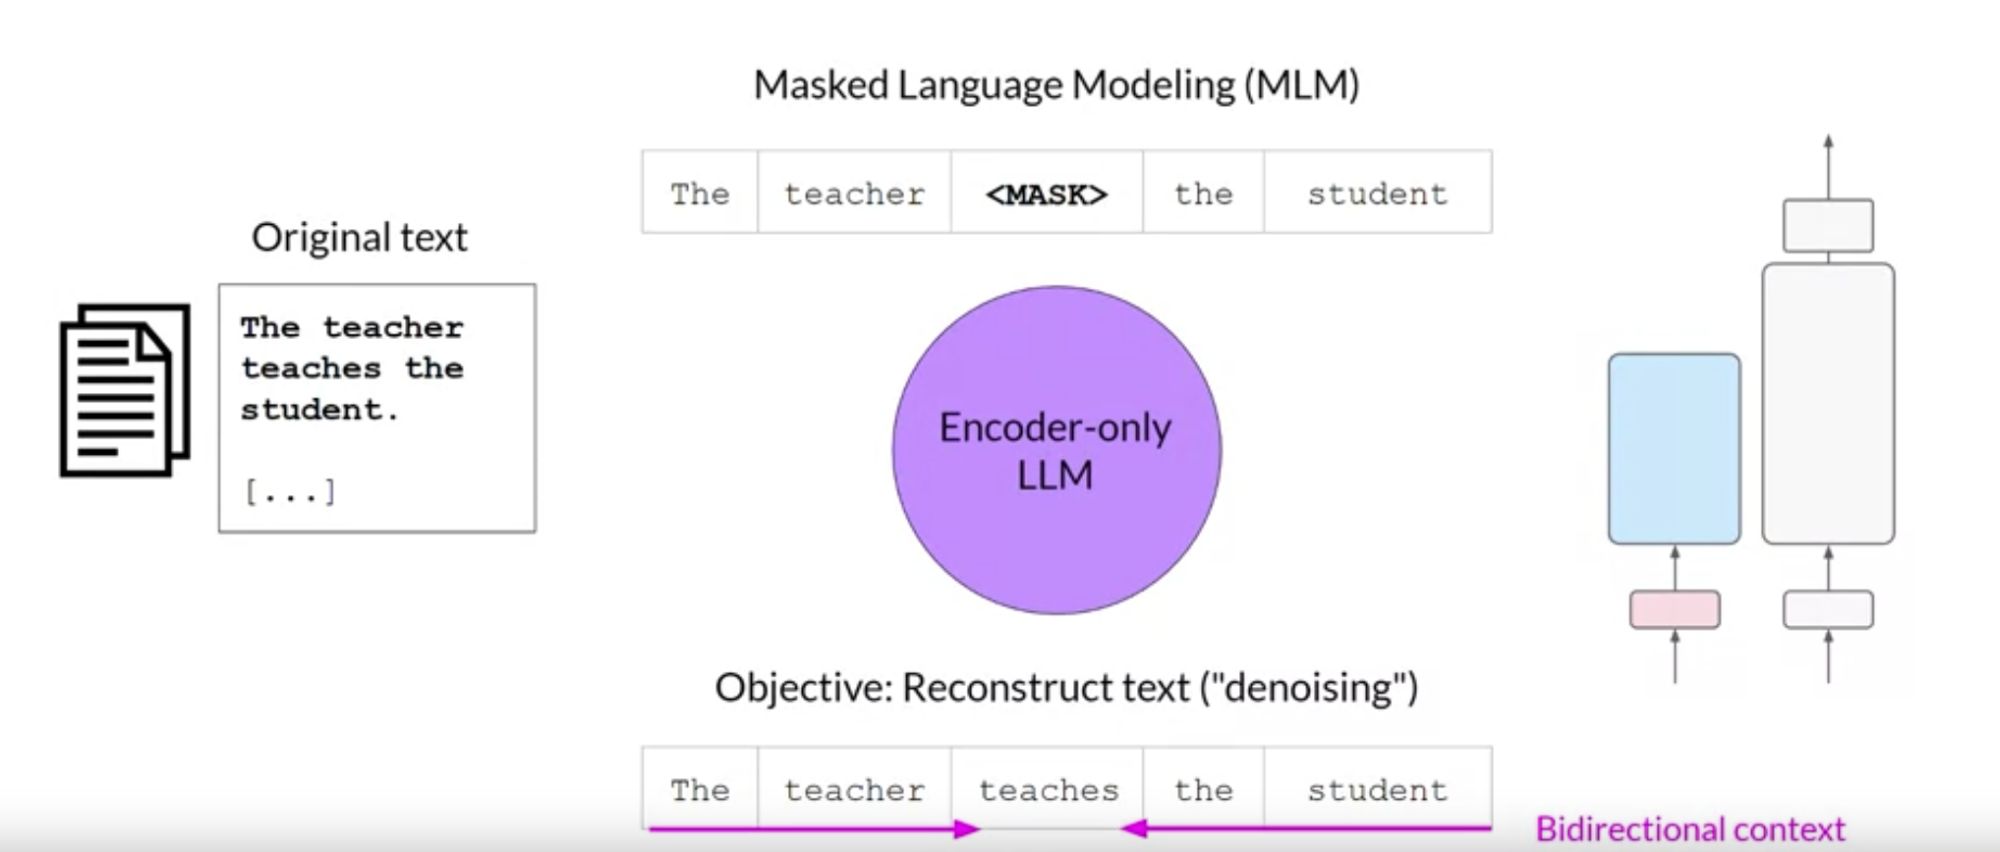 Masked Language Modeling (MLM)
The teacher <MASK> the student
Original text
The teacher
teaches the
student.
[...]
Encoder-only
LLM
Objective: Reconstruct text ("denoising")
The teacher teaches the student
Bidirectional context